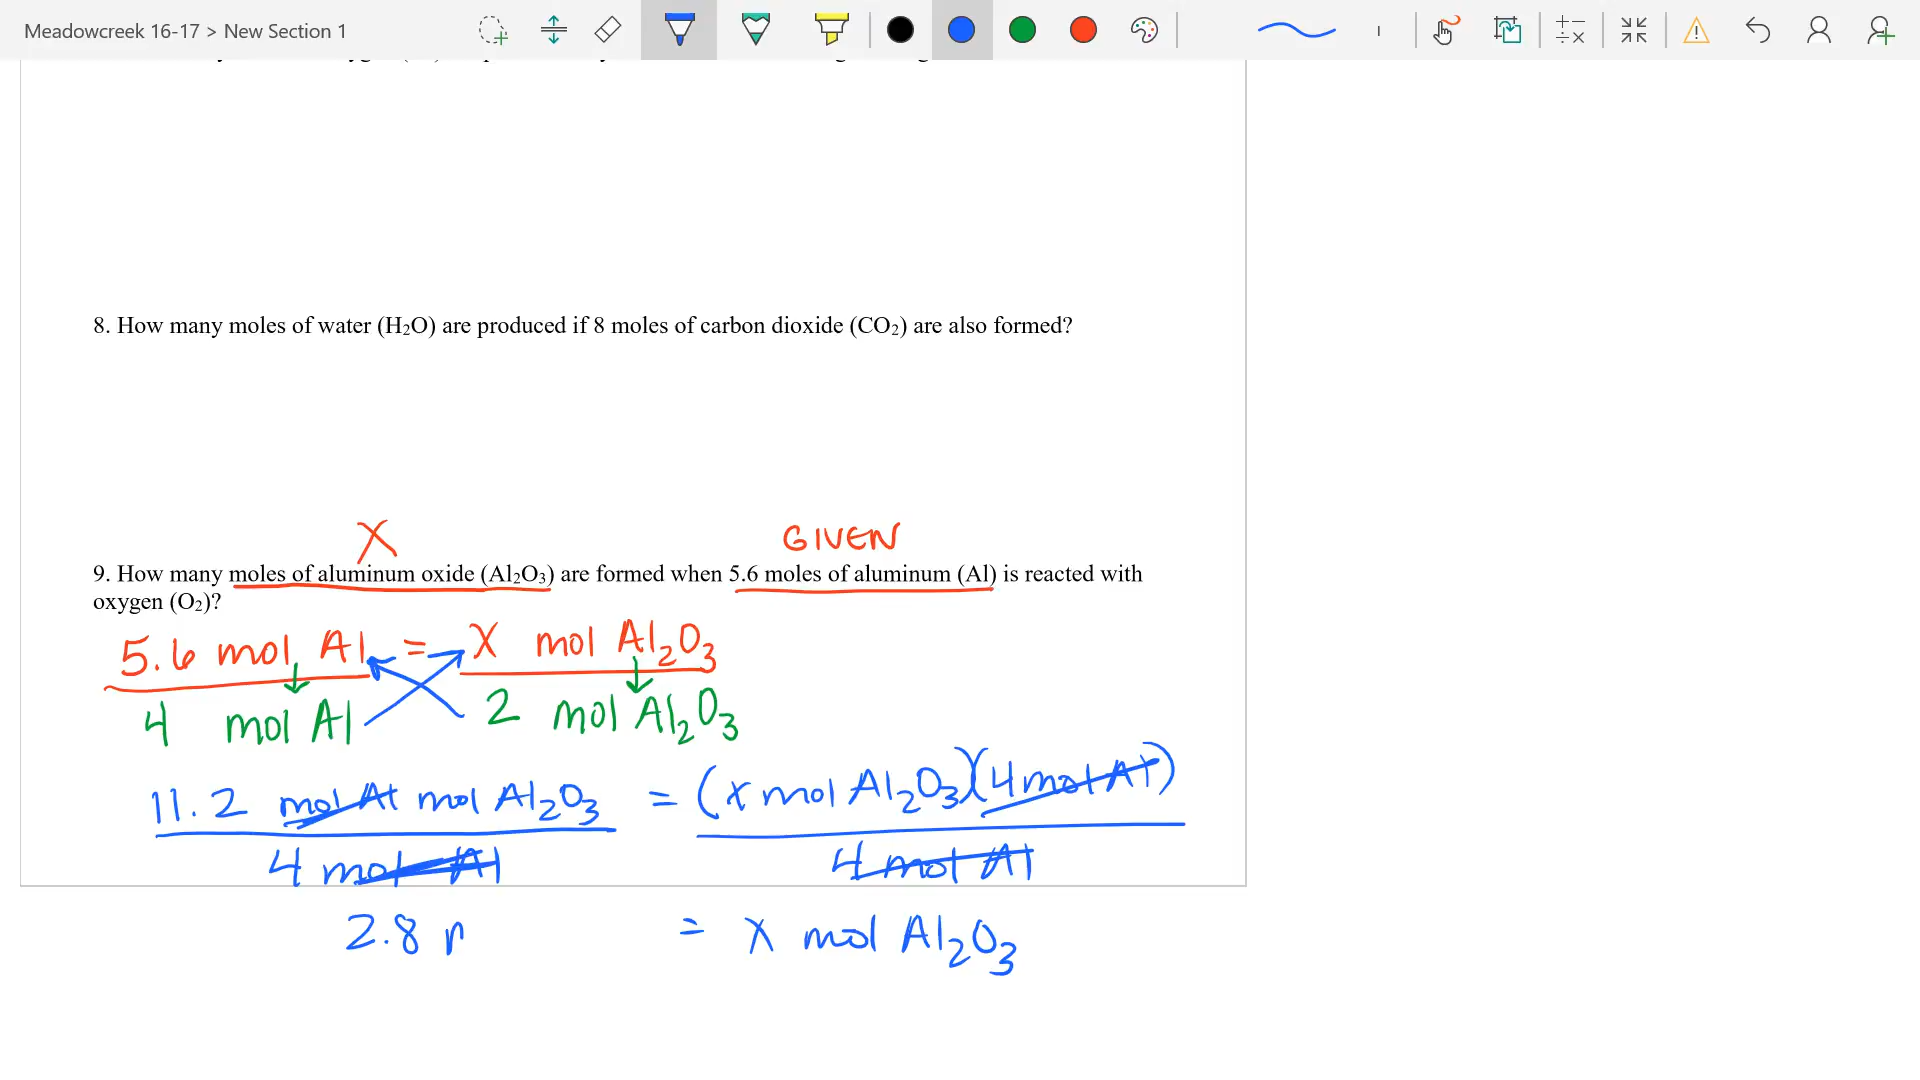 Meadowcreek 16-17 > New Section 1
8. How many moles of water (H₂O) are produced if 8 moles of carbon dioxide (CO₂) are also formed?
X GIVEN
9. How many moles of aluminum oxide (Al₂O₃) are formed when 5.6 moles of aluminum (Al) is reacted with
oxygen (O₂)?
5.6 mol Al = X mol Al₂O₃
4 mol Al 2 mol Al₂O₃
11.2 mol Al mol Al₂O₃ = (x mol Al₂O₃)(4 mol Al)
4 mol Al 4 mol Al
2.8 = X mol Al₂O₃